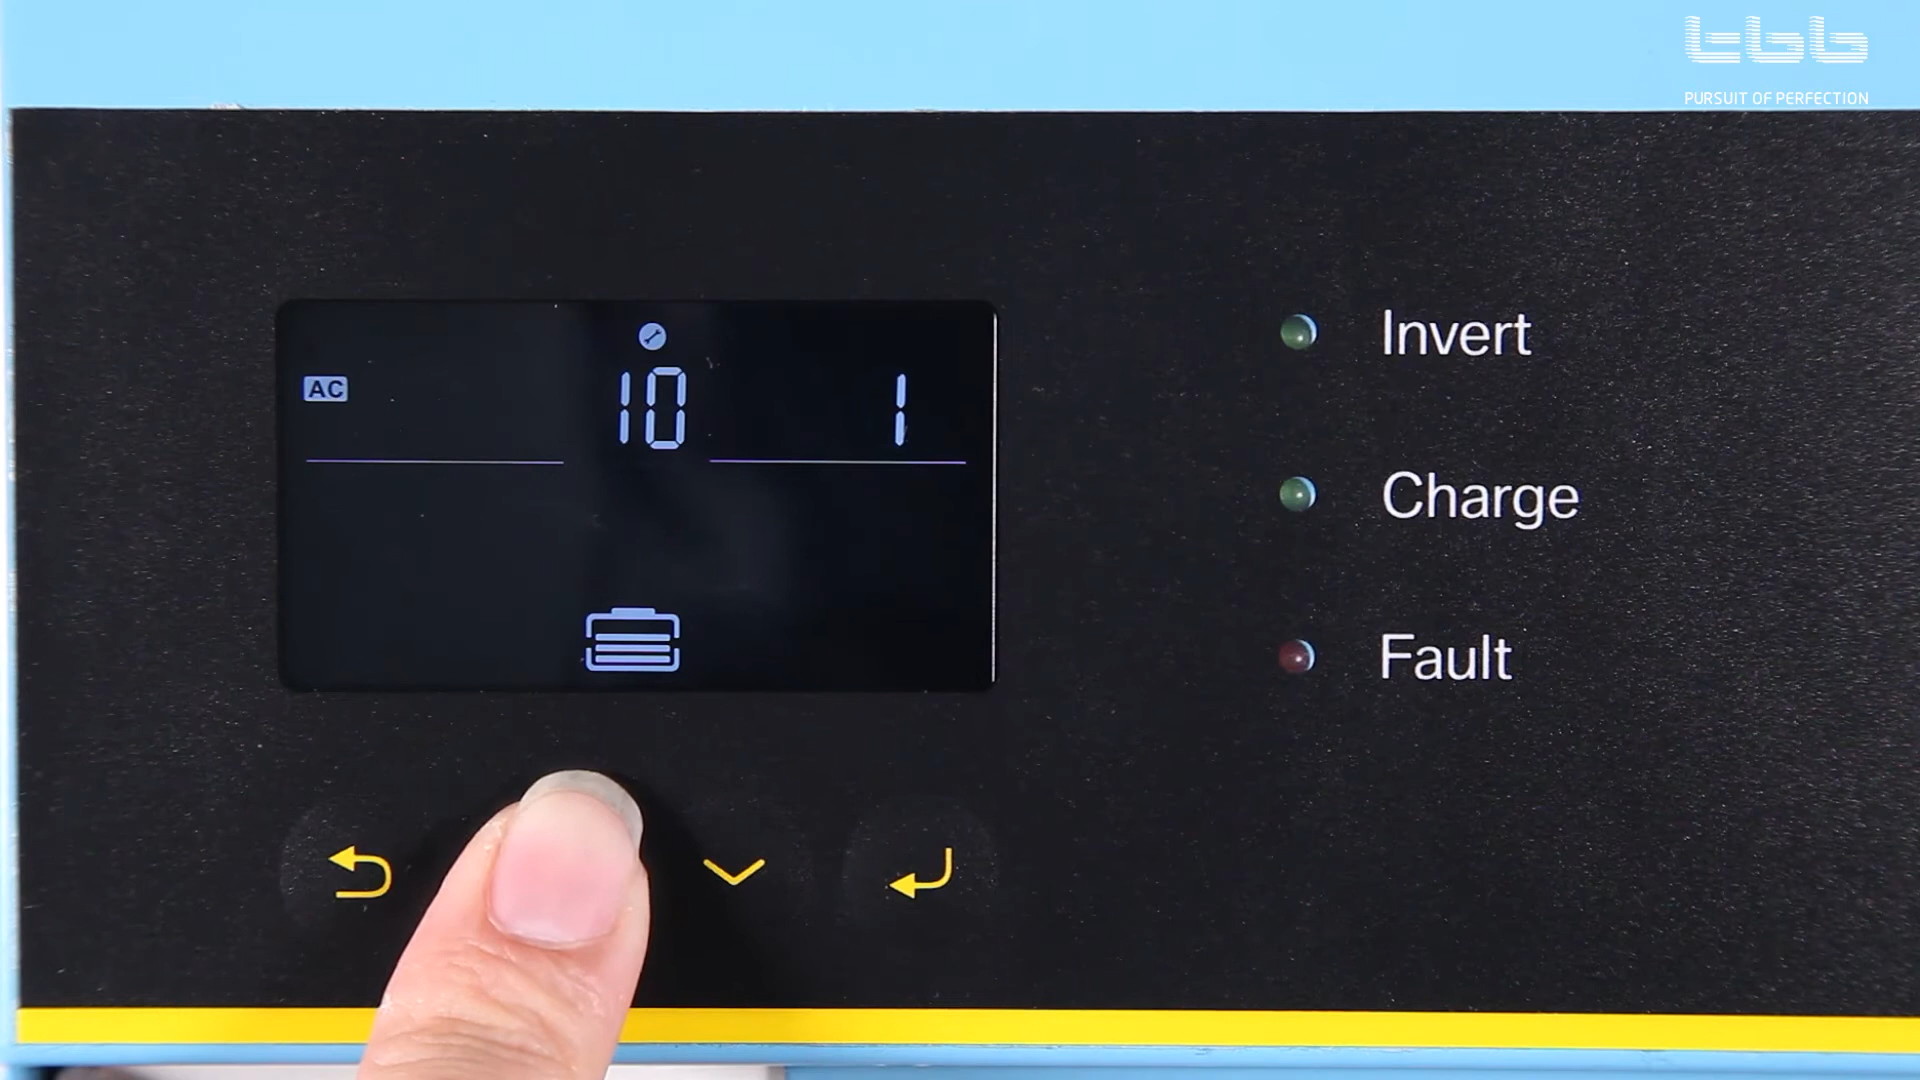 tbb
PURSUIT OF PERFECTION
AC
10
1
Invert
Charge
Fault